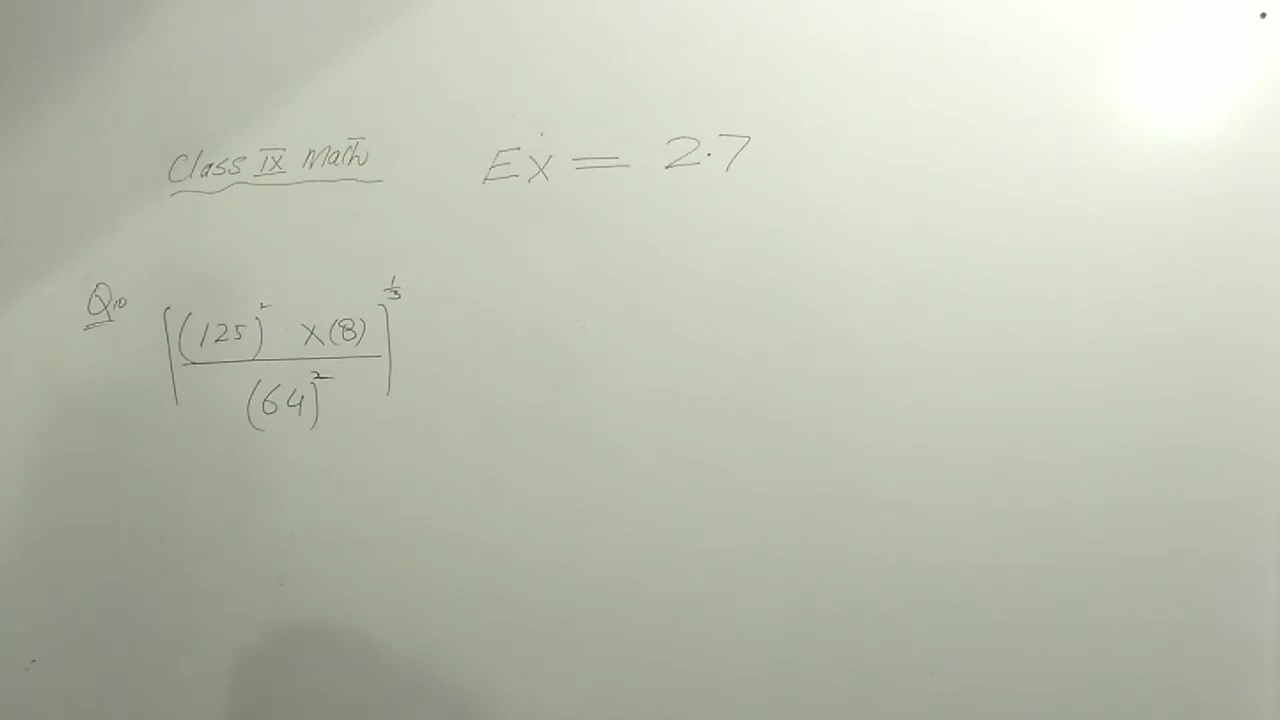 Class IX Math Ex = 2.7
Q10 [((125)² X (8)) / (64)²]^(1/3)